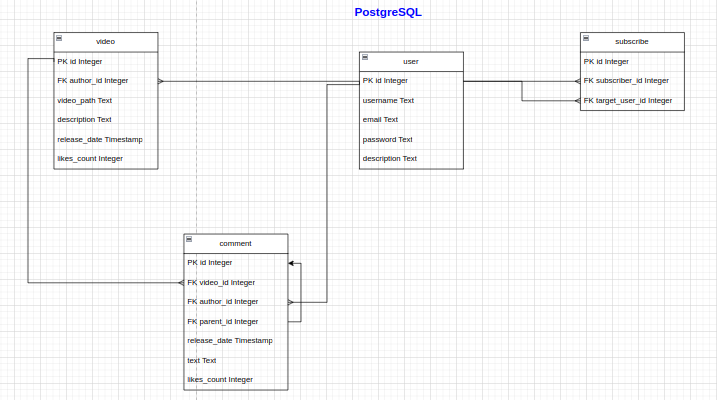 PostgreSQL
video
PK id Integer
FK author_id Integer
video_path Text
description Text
release_date Timestamp
likes_count Integer
user
PK id Integer
username Text
email Text
password Text
description Text
subscribe
PK id Integer
FK subscriber_id Integer
FK target_user_id Integer
comment
PK id Integer
FK video_id Integer
FK author_id Integer
FK parent_id Integer
release_date Timestamp
text Text
likes_count Integer